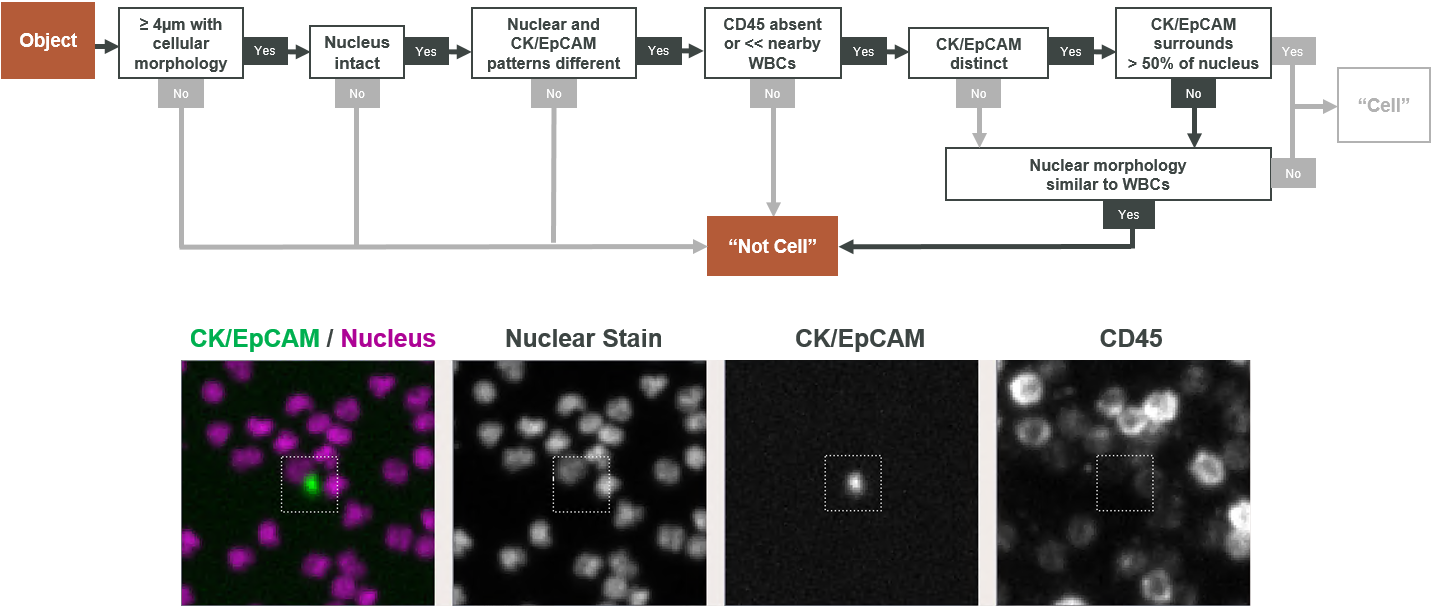 Object
≥ 4µm with
cellular
morphology
Yes
No
Nucleus
intact
Yes
No
Nuclear and
CK/EpCAM
patterns different
Yes
No
CD45 absent
or << nearby
WBCs
Yes
No
CK/EpCAM
distinct
Yes
No
CK/EpCAM
surrounds
> 50% of nucleus
Yes
No
“Cell”
Nuclear morphology
similar to WBCs
No
Yes
“Not Cell”
CK/EpCAM / Nucleus
Nuclear Stain
CK/EpCAM
CD45